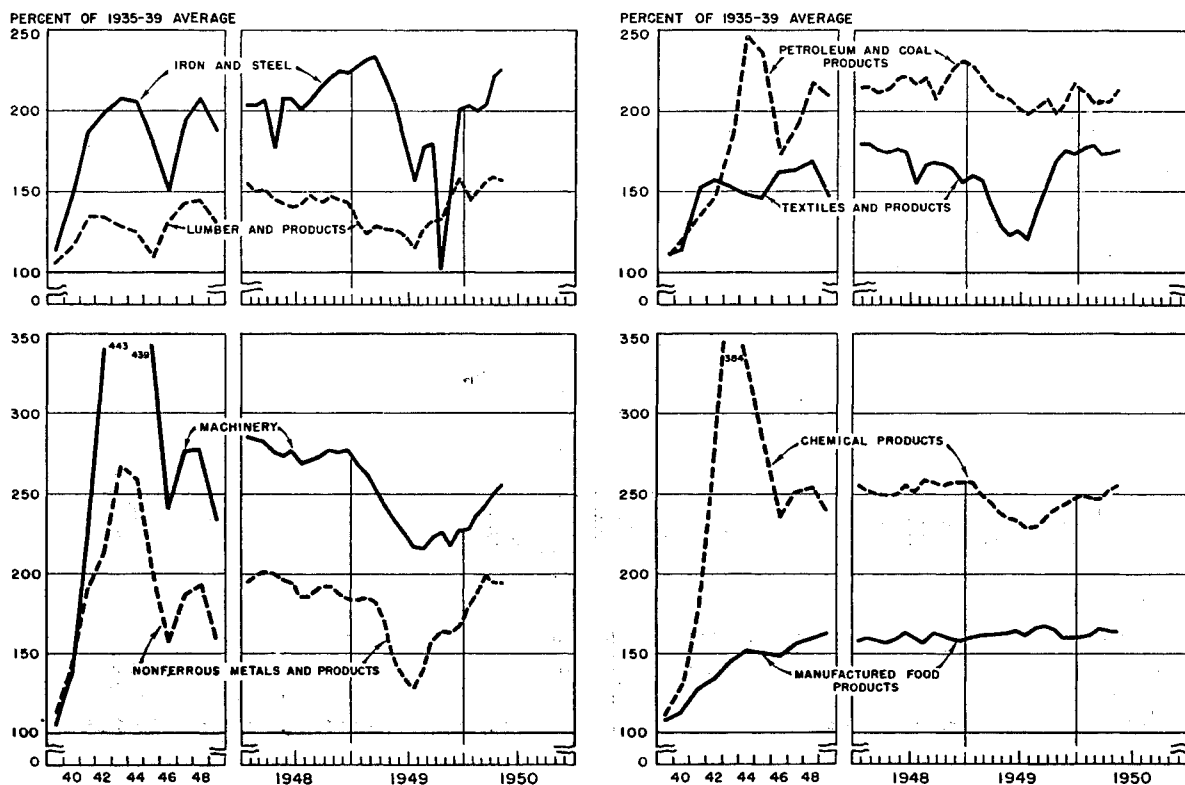 PERCENT OF 1935-39 AVERAGE
250
200
150
100
0
IRON AND STEEL
LUMBER AND PRODUCTS
PERCENT OF 1935-39 AVERAGE
250
200
150
100
0
PETROLEUM AND COAL
PRODUCTS
TEXTILES AND PRODUCTS
350
300
250
200
150
100
0
443
439
MACHINERY
NONFERROUS METALS AND PRODUCTS
40 42 44 46 48
1948 1949 1950
350
300
250
200
150
100
0
384
CHEMICAL PRODUCTS
MANUFACTURED FOOD
PRODUCTS
40 42 44 46 48
1948 1949 1950